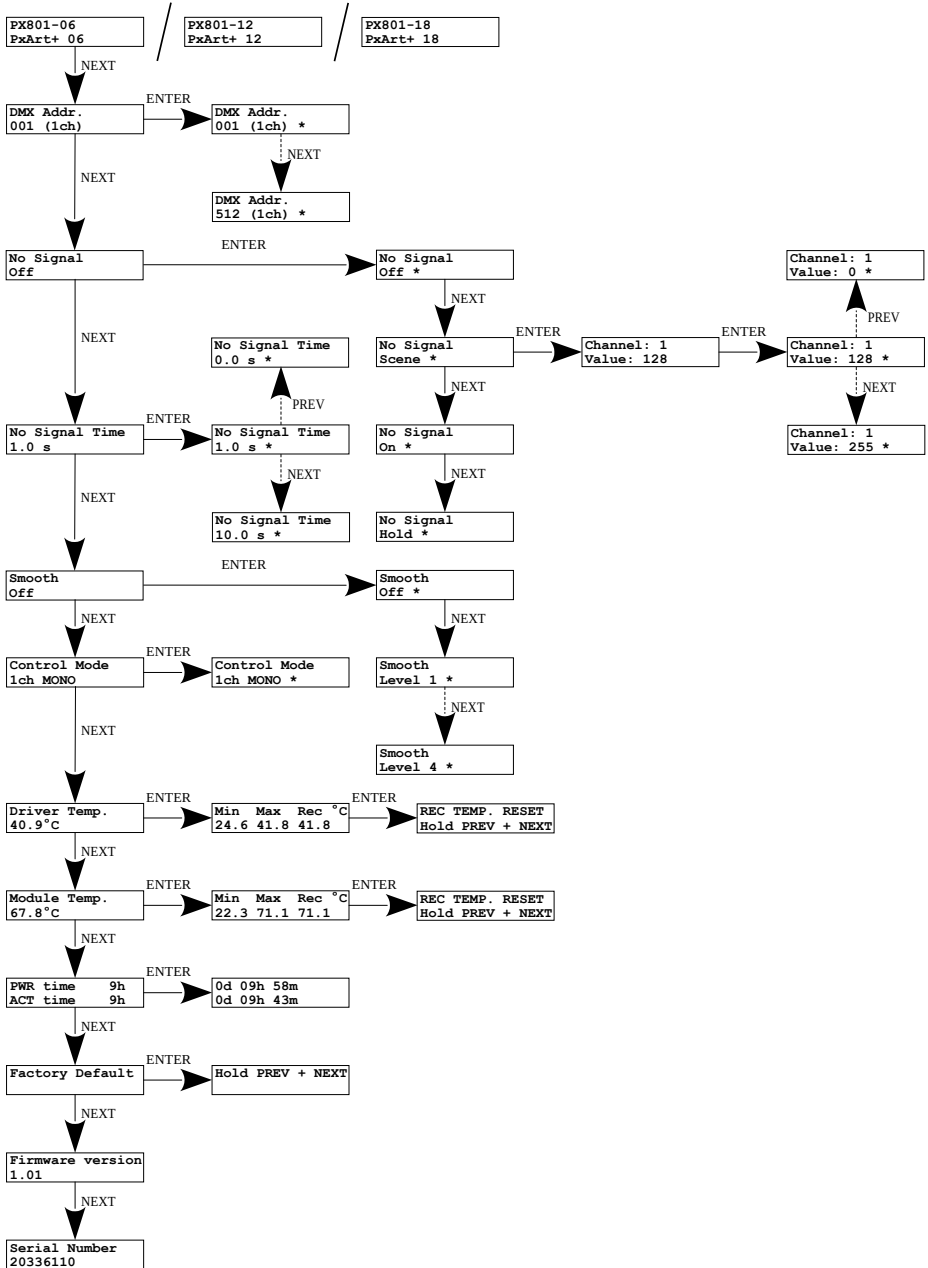 PX801-06
PxArt+ 06
PX801-12
PxArt+ 12
PX801-18
PxArt+ 18
NEXT
DMX Addr.
001 (1ch)
ENTER
DMX Addr.
001 (1ch) *
NEXT
DMX Addr.
512 (1ch) *
NEXT
No Signal
Off
ENTER
No Signal
Off *
NEXT
No Signal
Scene *
ENTER
Channel: 1
Value: 128
ENTER
Channel: 1
Value: 128 *
PREV
Channel: 1
Value: 0 *
NEXT
Channel: 1
Value: 255 *
NEXT
No Signal
On *
NEXT
No Signal
Hold *
NEXT
No Signal Time
1.0 s
ENTER
No Signal Time
1.0 s *
PREV
No Signal Time
0.0 s *
NEXT
No Signal Time
10.0 s *
NEXT
Smooth
Off
ENTER
Smooth
Off *
NEXT
Smooth
Level 1 *
NEXT
Smooth
Level 4 *
NEXT
Control Mode
1ch MONO
ENTER
Control Mode
1ch MONO *
NEXT
Driver Temp.
40.9°C
ENTER
Min Max Rec °C
24.6 41.8 41.8
ENTER
REC TEMP. RESET
Hold PREV + NEXT
NEXT
Module Temp.
67.8°C
ENTER
Min Max Rec °C
22.3 71.1 71.1
ENTER
REC TEMP. RESET
Hold PREV + NEXT
NEXT
PWR time 9h
ACT time 9h
ENTER
0d 09h 58m
0d 09h 43m
NEXT
Factory Default
ENTER
Hold PREV + NEXT
NEXT
Firmware version
1.01
NEXT
Serial Number
20336110